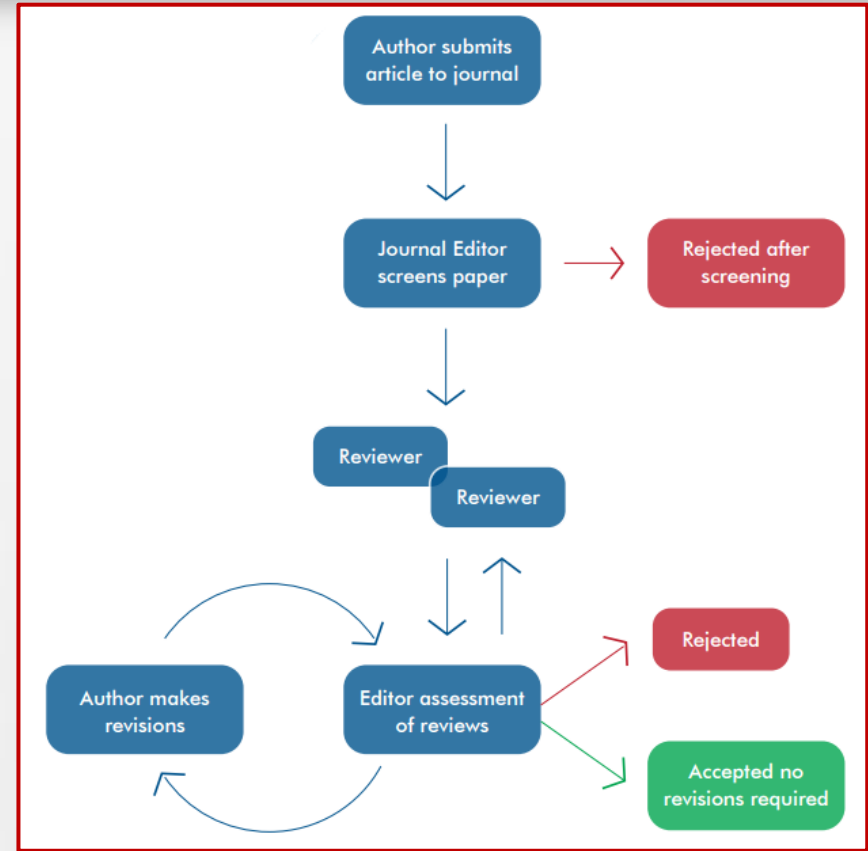 Author submits
article to journal
Journal Editor
screens paper
Rejected after
screening
Reviewer
Reviewer
Rejected
Author makes
revisions
Editor assessment
of reviews
Accepted no
revisions required